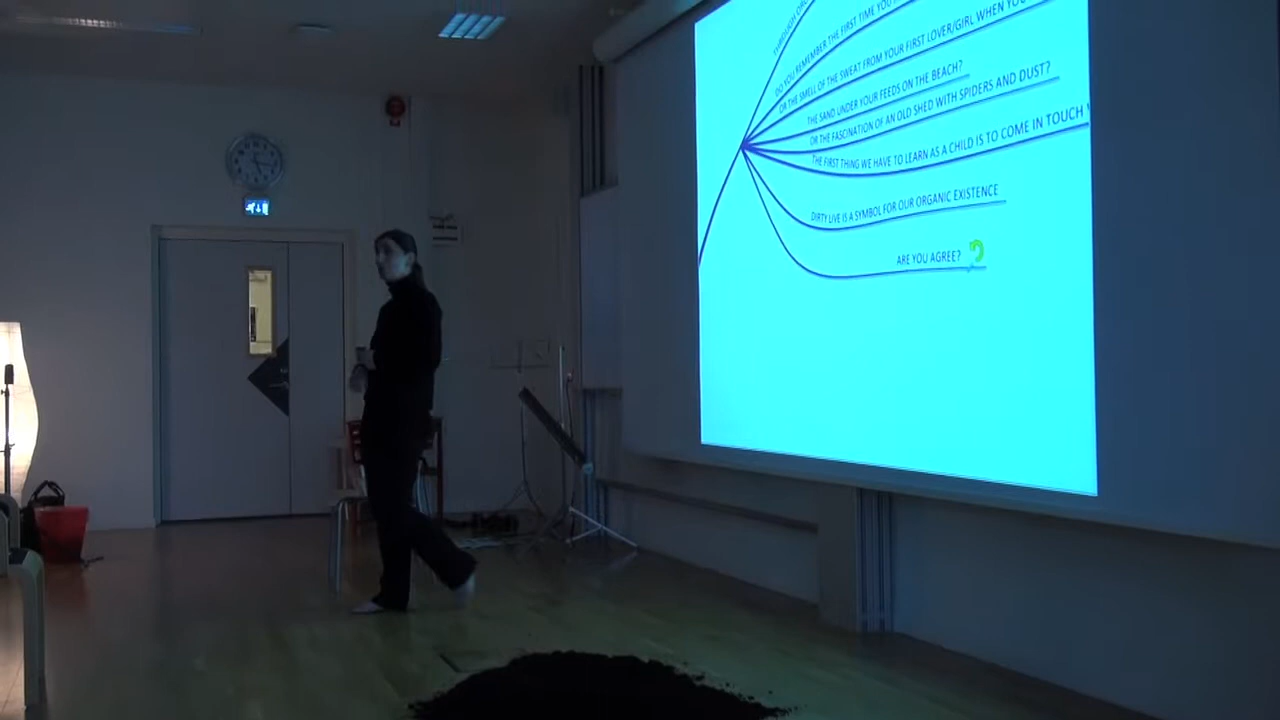 THROUGH
DO YOU REMEMBER THE FIRST TIME YOU
OR THE SMELL OF THE SWEAT FROM YOUR FIRST LOVER/GIRL WHEN YOU
THE SAND UNDER YOUR FEEDS ON THE BEACH?
OR THE FASCINATION OF AN OLD SHED WITH SPIDERS AND DUST?
THE FIRST THING WE HAVE TO LEARN AS A CHILD IS TO COME IN TOUCH
DIRTY LIVE IS A SYMBOL FOR OUR ORGANIC EXISTENCE
ARE YOU AGREE?